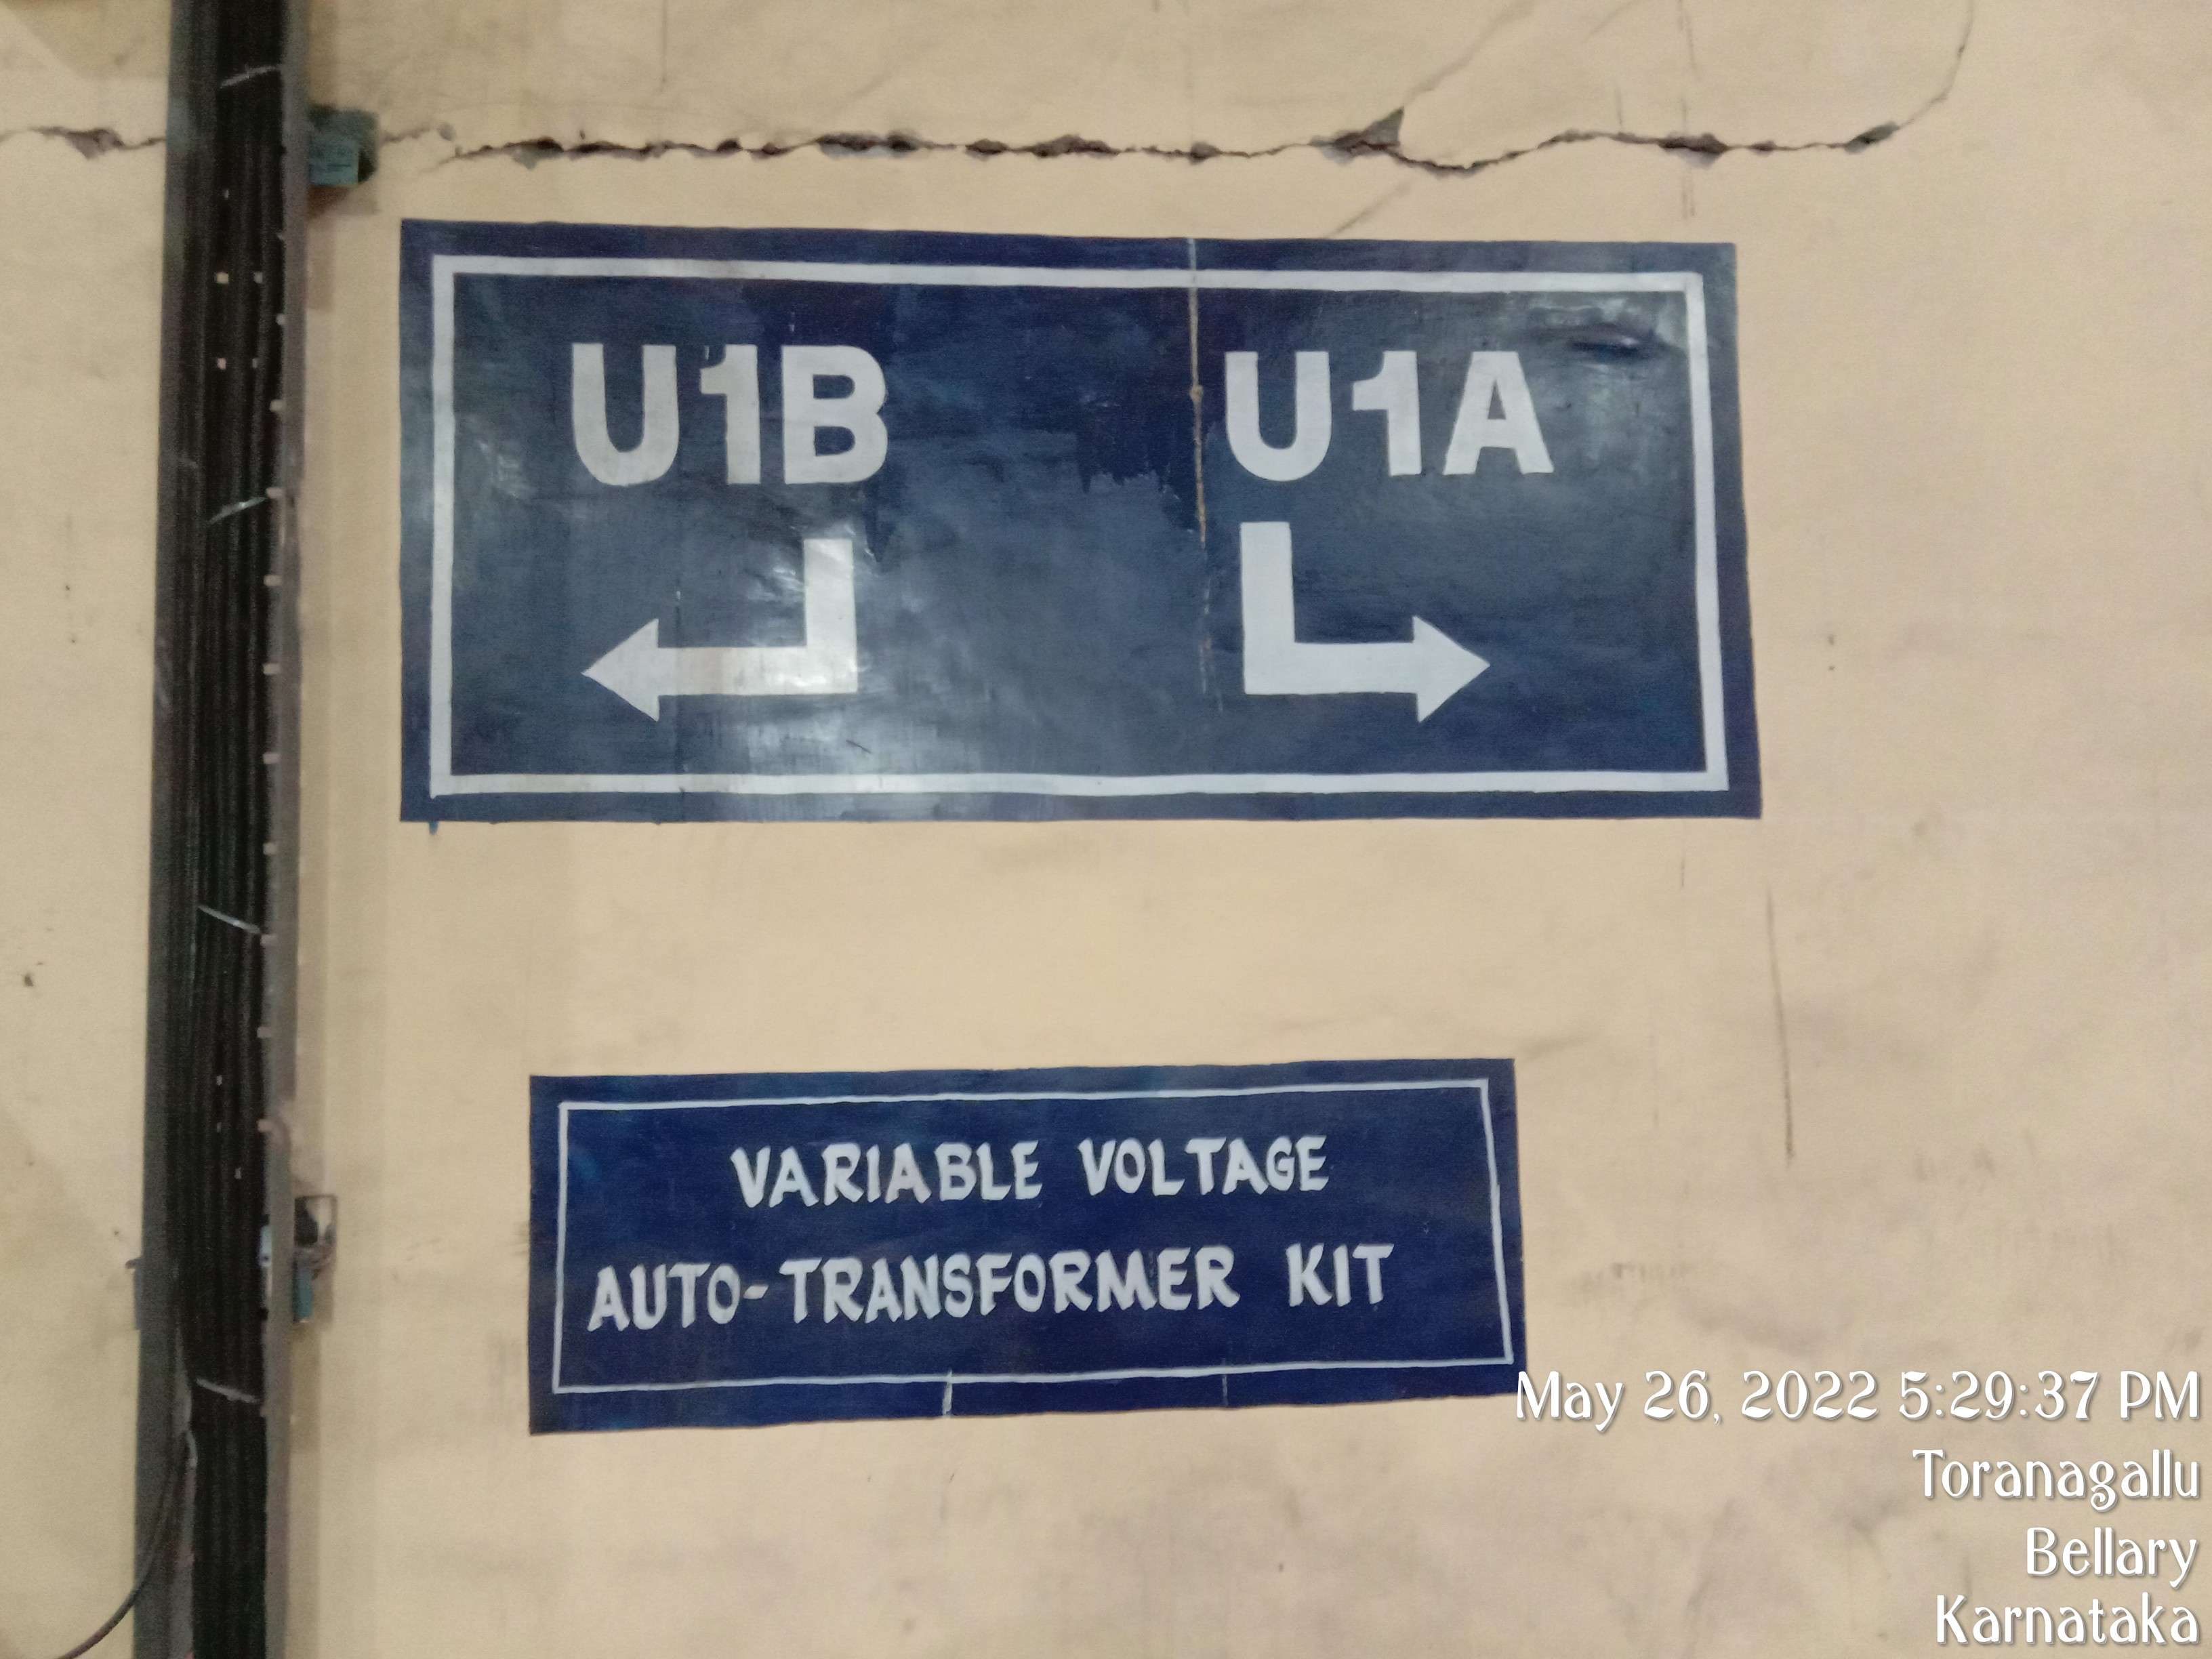 U1B U1A
VARIABLE VOLTAGE
AUTO-TRANSFORMER KIT
May 26, 2022 5:29:37 PM
Toranagallu
Bellary
Karnataka